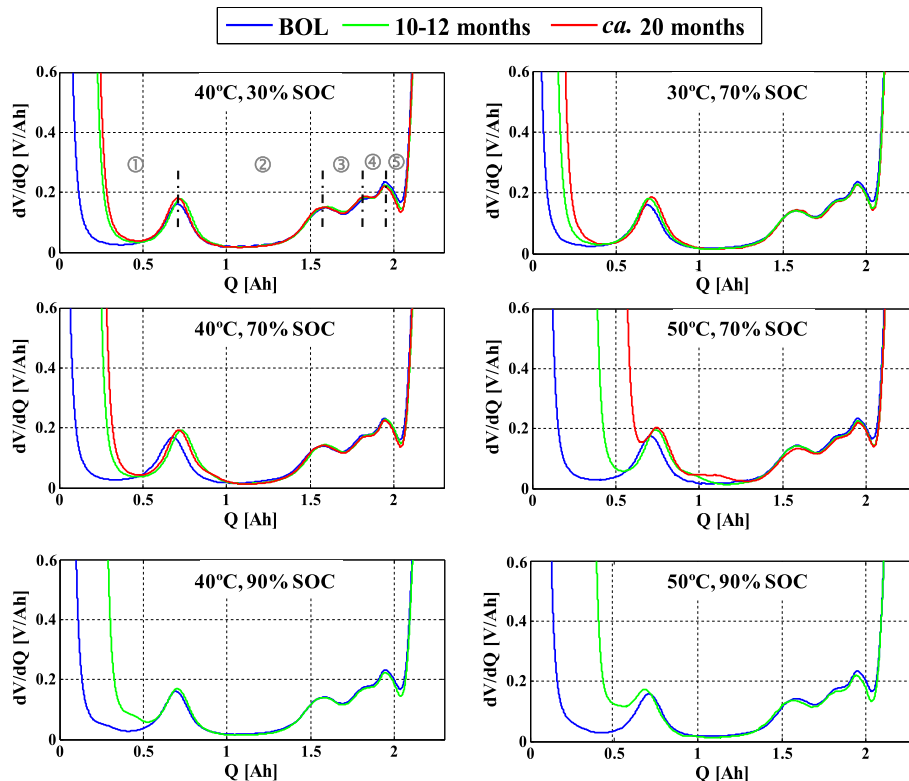 BOL 10-12 months ca. 20 months
40ºC, 30% SOC
dV/dQ [V/Ah]
0.6
0.4
0.2
0
① ② ③ ④ ⑤
0 0.5 1 1.5 2
Q [Ah]
30ºC, 70% SOC
dV/dQ [V/Ah]
0.6
0.4
0.2
0
0 0.5 1 1.5 2
Q [Ah]
40ºC, 70% SOC
dV/dQ [V/Ah]
0.6
0.4
0.2
0
0 0.5 1 1.5 2
Q [Ah]
50ºC, 70% SOC
dV/dQ [V/Ah]
0.6
0.4
0.2
0
0 0.5 1 1.5 2
Q [Ah]
40ºC, 90% SOC
dV/dQ [V/Ah]
0.6
0.4
0.2
0
0 0.5 1 1.5 2
Q [Ah]
50ºC, 90% SOC
dV/dQ [V/Ah]
0.6
0.4
0.2
0
0 0.5 1 1.5 2
Q [Ah]